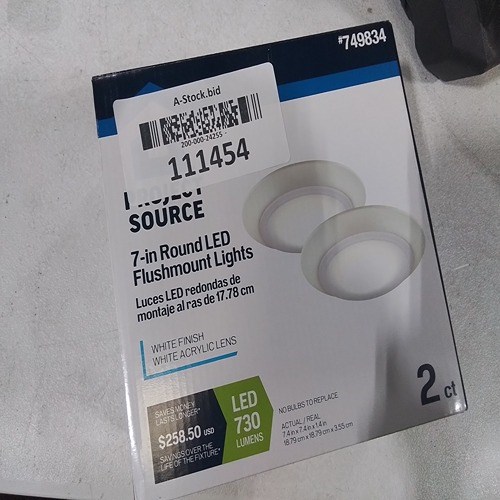 #749834
A-Stock.bid
200-000-24255 -
111454
SOURCE
7-in Round LED
Flushmount Lights
Luces LED redondas de
montaje al ras de 17.78 cm
WHITE FINISH
WHITE ACRYLIC LENS
SAVES MONEY
LASTS LONGER*
$258.50 USD
SAVINGS OVER THE
LIFE OF THE FIXTURE*
LED
730
LUMENS
NO BULBS TO REPLACE
ACTUAL / REAL
7.4 in x 7.4 in x 1.4 in
18.79 cm x 18.79 cm x 3.55 cm
2 ct